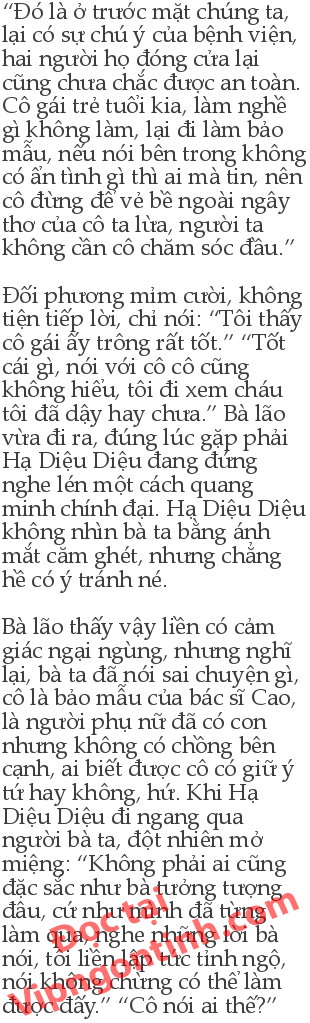 “Đó là ở trước mặt chúng ta,
lại có sự chú ý của bệnh viện,
hai người họ đóng cửa lại
cũng chưa chắc được an toàn.
Cô gái trẻ tuổi kia, làm nghề
gì không làm, lại đi làm bảo
mẫu, nếu nói bên trong không
có ẩn tình gì thì ai mà tin, nên
cô đừng để vẻ bề ngoài ngây
thơ của cô ta lừa, người ta
không cần cô chăm sóc đâu.”
Đối phương mỉm cười, không
tiện tiếp lời, chỉ nói: “Tôi thấy
cô gái ấy trông rất tốt.” “Tốt
cái gì, nói với cô cô cũng
không hiểu, tôi đi xem cháu
tôi đã dậy hay chưa.” Bà lão
vừa đi ra, đúng lúc gặp phải
Hạ Diệu Diệu đang đứng
nghe lén một cách quang
minh chính đại. Hạ Diệu Diệu
không nhìn bà ta bằng ánh
mắt căm ghét, nhưng chẳng
hề có ý tránh né.
Bà lão thấy vậy liền có cảm
giác ngại ngùng, nhưng nghĩ
lại, bà ta đã nói sai chuyện gì,
cô là bảo mẫu của bác sĩ Cao,
là người phụ nữ đã có con
nhưng không có chồng bên
cạnh, ai biết được cô có giữ ý
tứ hay không, hứ. Khi Hạ
Diệu Diệu đi ngang qua
người bà ta, đột nhiên mở
miệng: “Không phải ai cũng
đặc sắc như bà tưởng tượng
đâu, cứ như mình đã từng
làm qua, nghe những lời bà
nói, tôi liền lập tức tỉnh ngộ,
nói không chừng có thể làm
được đấy.” “Cô nói ai thế?”
Đọc tại
Vipngontinh.com